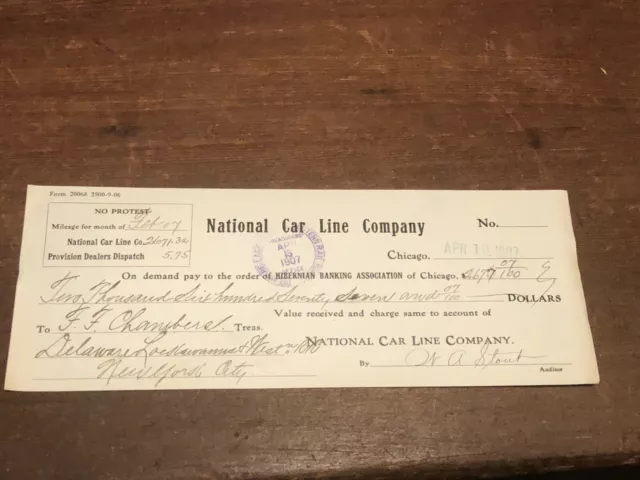 Form 20068 2500-9-06
NO PROTEST
Mileage for month of Feb 07
National Car Line Co. 2671.32
Provision Dealers Dispatch 5.75
National Car Line Company
No.
Chicago. APR 10 1907
1907
On demand pay to the order of HIBERNIAN BANKING ASSOCIATION of Chicago. 2677 07/100
Two Thousand Six hundred Seventy Seven and 07/100 DOLLARS
Value received and charge same to account of
To F. F. Chambers. Treas.
Delaware Lackawanna & West
NATIONAL CAR LINE COMPANY.
New York City
By W A Stout
Auditor